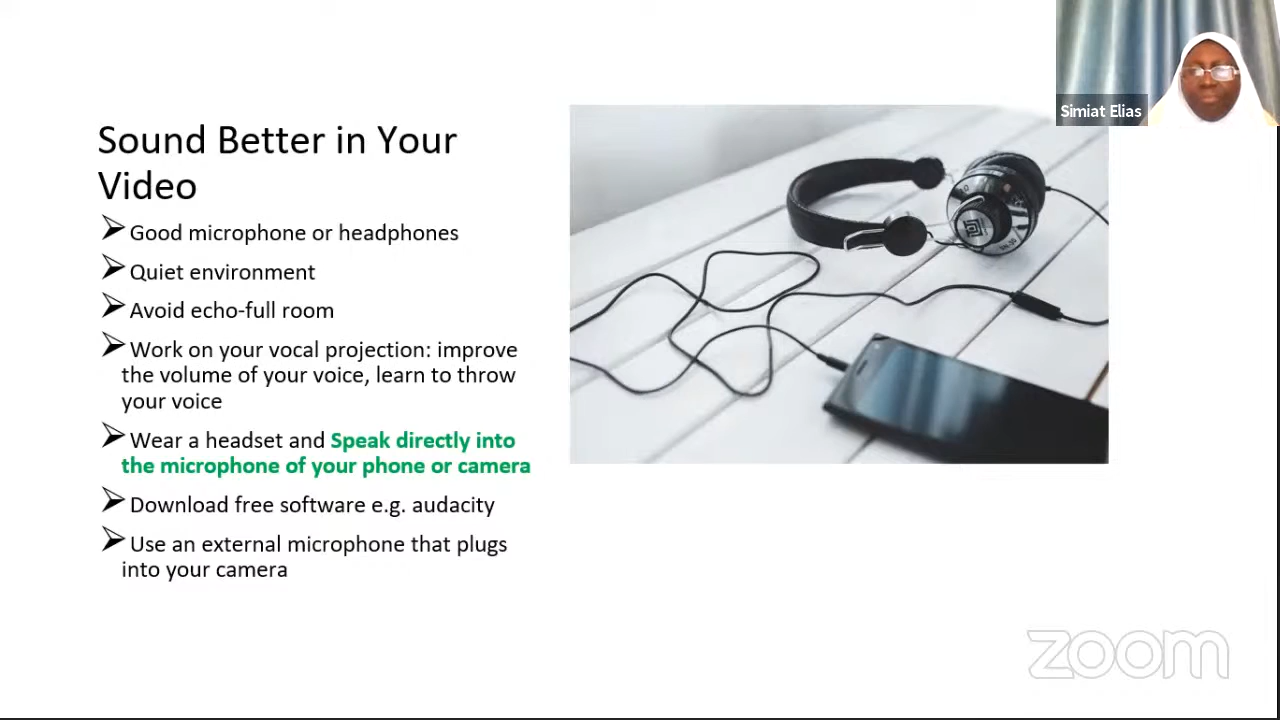 Simiat Elias
Sound Better in Your
Video
Good microphone or headphones
Quiet environment
Avoid echo-full room
Work on your vocal projection: improve
the volume of your voice, learn to throw
your voice
Wear a headset and Speak directly into
the microphone of your phone or camera
Download free software e.g. audacity
Use an external microphone that plugs
into your camera
zoom